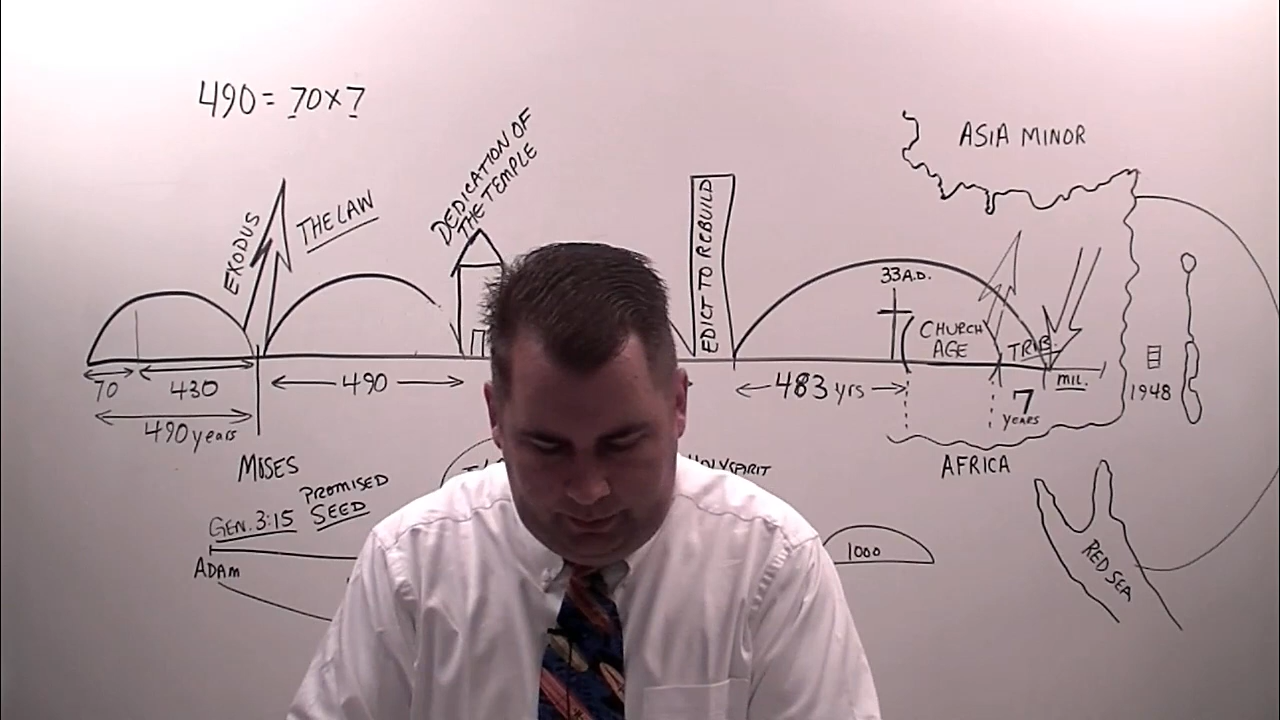 490 = 70 x 7
EXODUS
THE LAW
DEDICATION OF
THE TEMPLE
EDICT TO REBUILD
33 A.D.
CHURCH
AGE
TRIB.
ASIA MINOR
70
430
490 years
490
483 yrs
7
years
MIL.
1948
MOSES
AFRICA
RED SEA
GEN. 3:15
PROMISED
SEED
ADAM
HOLY SPIRIT
1000